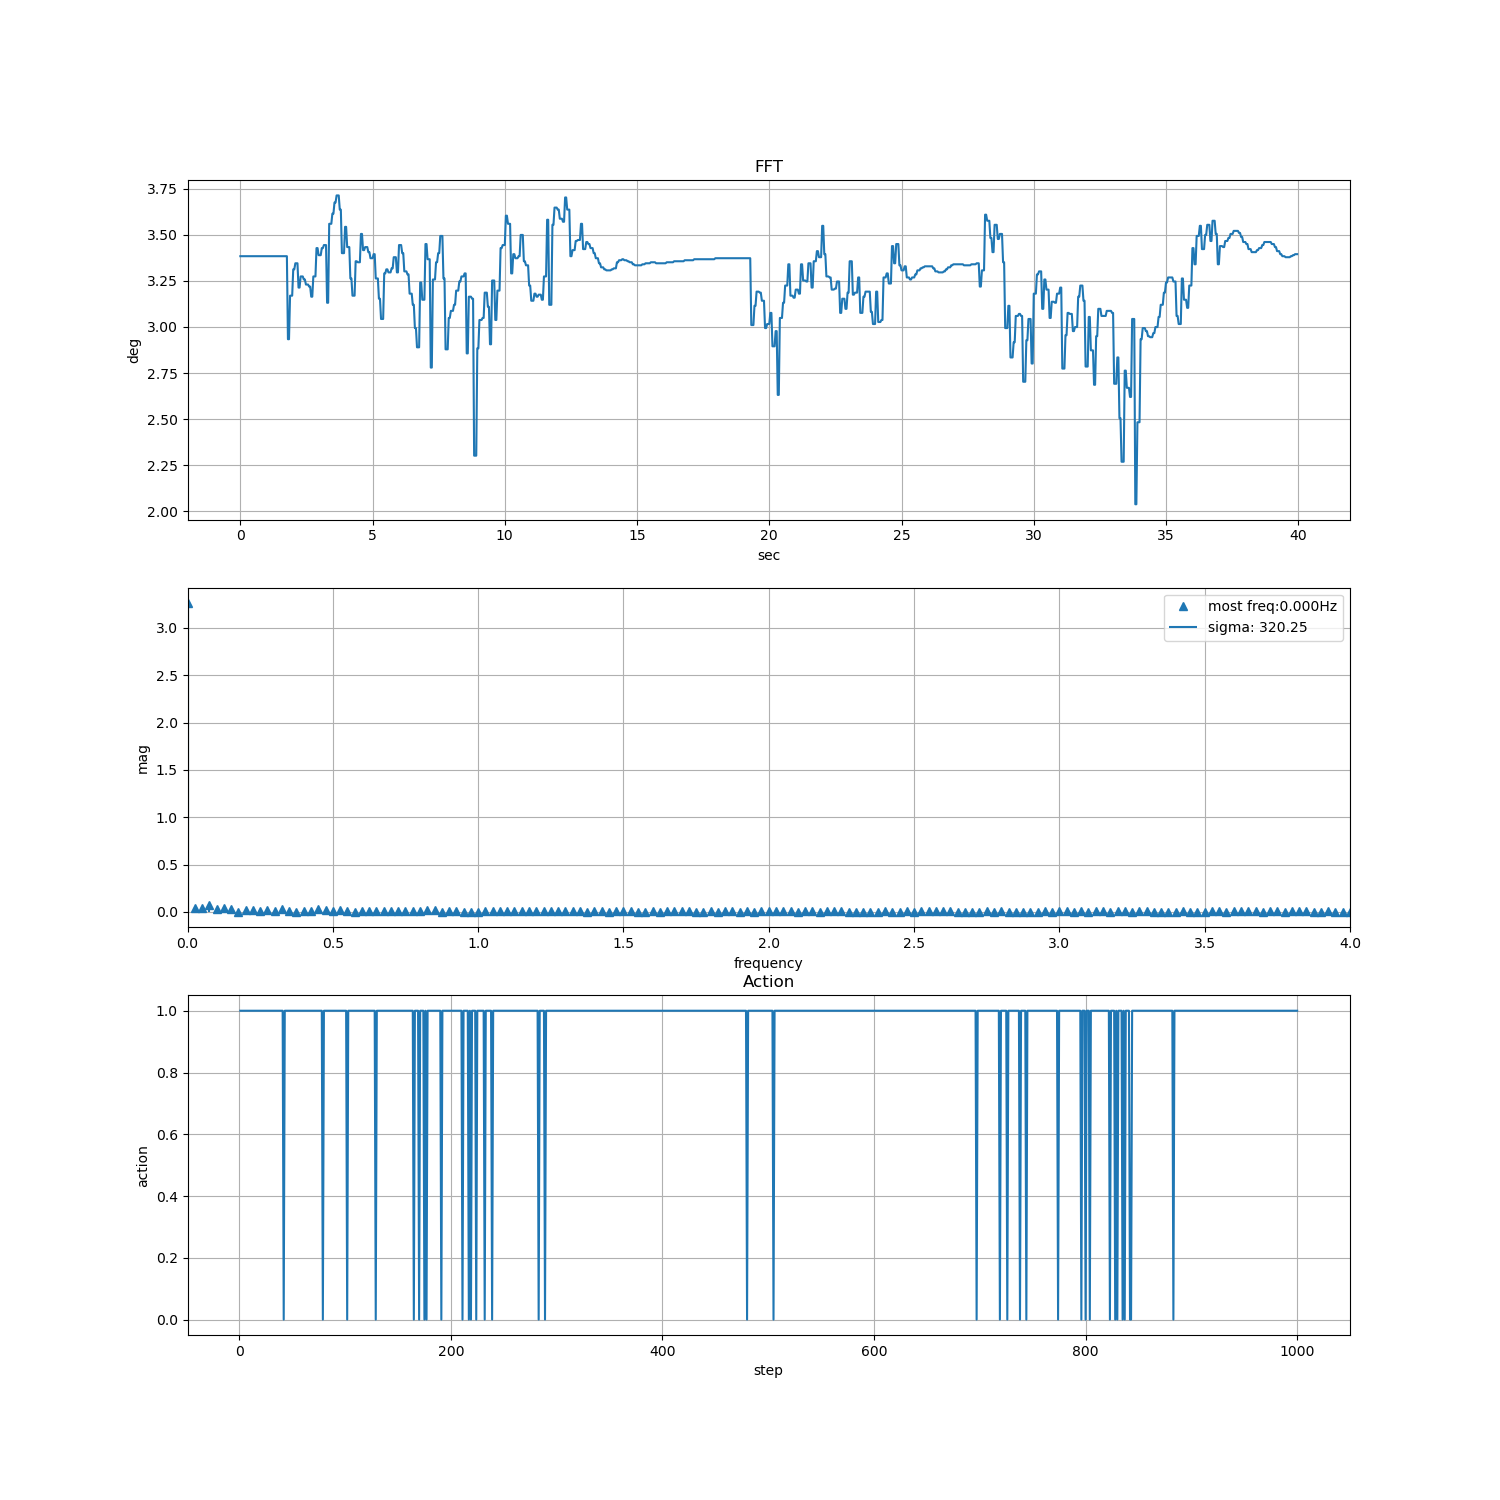 FFT
3.75
3.50
3.25
3.00
2.75
2.50
2.25
2.00
deg
0 5 10 15 20 25 30 35 40
sec
most freq:0.000Hz
sigma: 320.25
3.0
2.5
2.0
1.5
1.0
0.5
0.0
mag
0.0 0.5 1.0 1.5 2.0 2.5 3.0 3.5 4.0
frequency
Action
1.0
0.8
0.6
0.4
0.2
0.0
action
0 200 400 600 800 1000
step